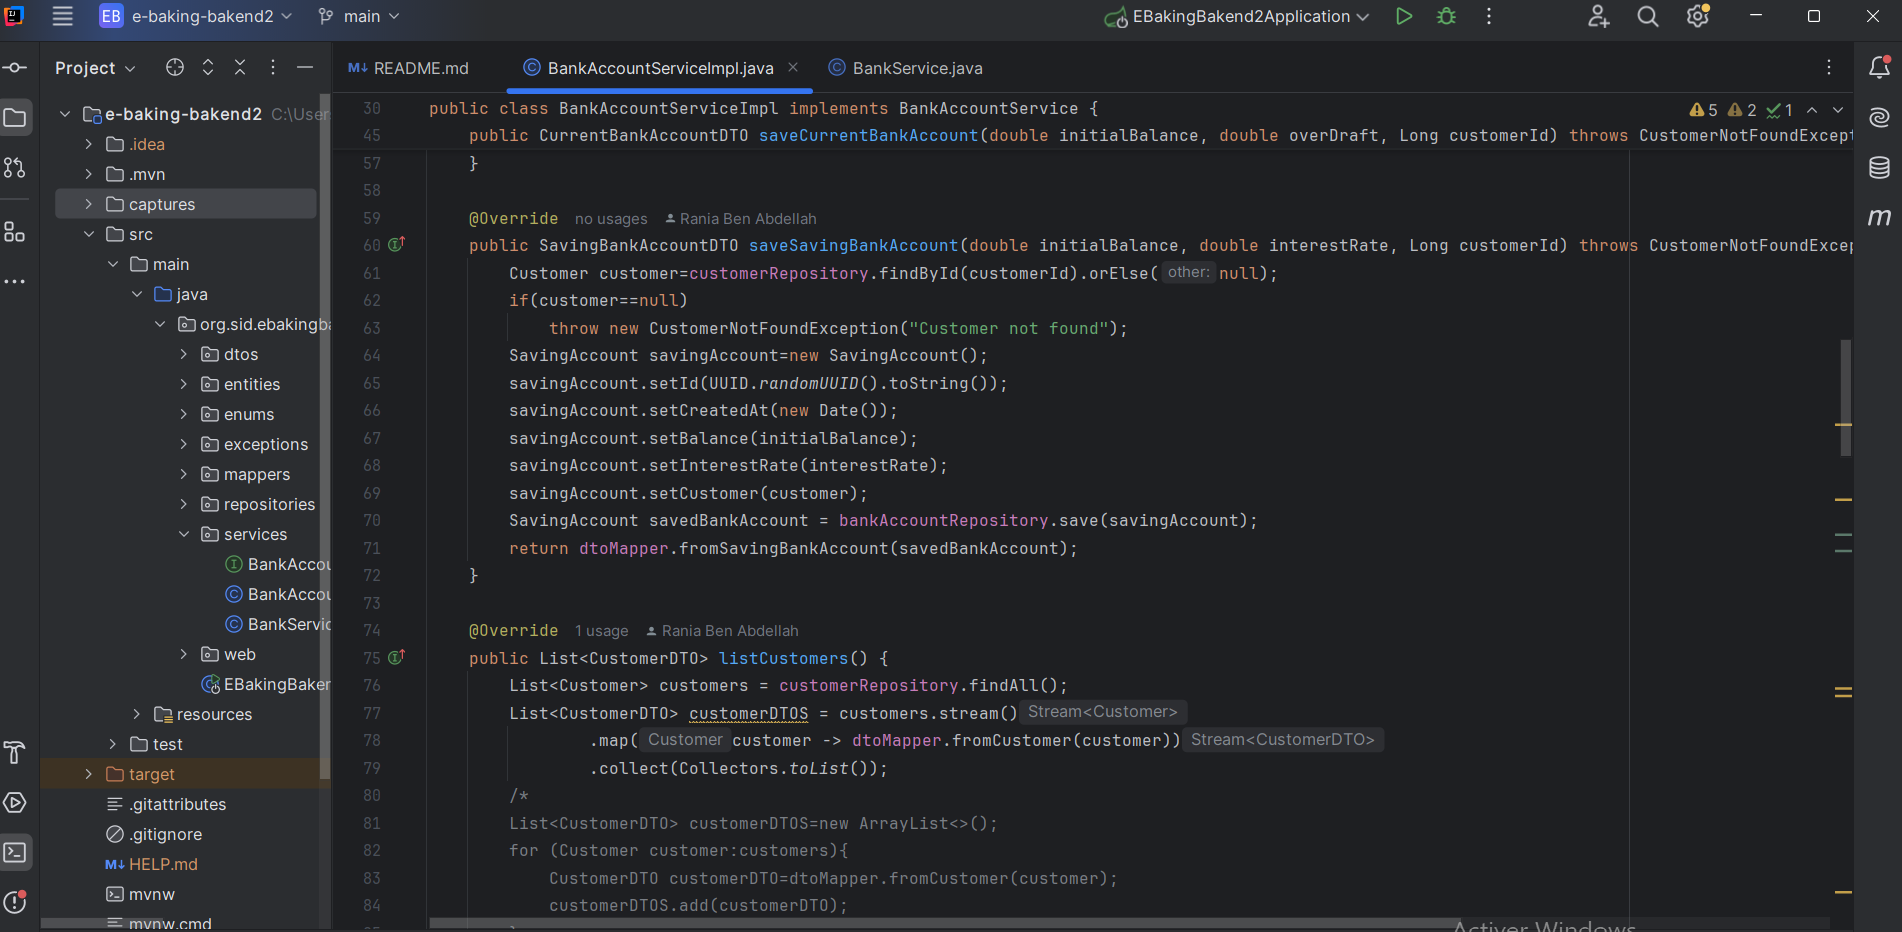 EB e-baking-bakend2 main EBakingBakend2Application
Project
README.md BankAccountServiceImpl.java BankService.java
e-baking-bakend2 C:\User
.idea
.mvn
captures
src
main
java
org.sid.ebakingba
dtos
entities
enums
exceptions
mappers
repositories
services
BankAccou
BankAccou
BankServic
web
EBakingBaker
resources
test
target
.gitattributes
.gitignore
HELP.md
mvnw
mvnw.cmd
5 2 1
30 public class BankAccountServiceImpl implements BankAccountService {
45 public CurrentBankAccountDTO saveCurrentBankAccount(double initialBalance, double overDraft, Long customerId) throws CustomerNotFoundExcept
57 }
58
59 @Override no usages Rania Ben Abdellah
60 public SavingBankAccountDTO saveSavingBankAccount(double initialBalance, double interestRate, Long customerId) throws CustomerNotFoundExcep
61 Customer customer=customerRepository.findById(customerId).orElse( other: null);
62 if(customer==null)
63 throw new CustomerNotFoundException("Customer not found");
64 SavingAccount savingAccount=new SavingAccount();
65 savingAccount.setId(UUID.randomUUID().toString());
66 savingAccount.setCreatedAt(new Date());
67 savingAccount.setBalance(initialBalance);
68 savingAccount.setInterestRate(interestRate);
69 savingAccount.setCustomer(customer);
70 SavingAccount savedBankAccount = bankAccountRepository.save(savingAccount);
71 return dtoMapper.fromSavingBankAccount(savedBankAccount);
72 }
73
74 @Override 1 usage Rania Ben Abdellah
75 public List<CustomerDTO> listCustomers() {
76 List<Customer> customers = customerRepository.findAll();
77 List<CustomerDTO> customerDTOS = customers.stream() Stream<Customer>
78 .map( Customer customer -> dtoMapper.fromCustomer(customer)) Stream<CustomerDTO>
79 .collect(Collectors.toList());
80 /*
81 List<CustomerDTO> customerDTOS=new ArrayList<>();
82 for (Customer customer:customers){
83 CustomerDTO customerDTO=dtoMapper.fromCustomer(customer);
84 customerDTOS.add(customerDTO);
Activer Windows